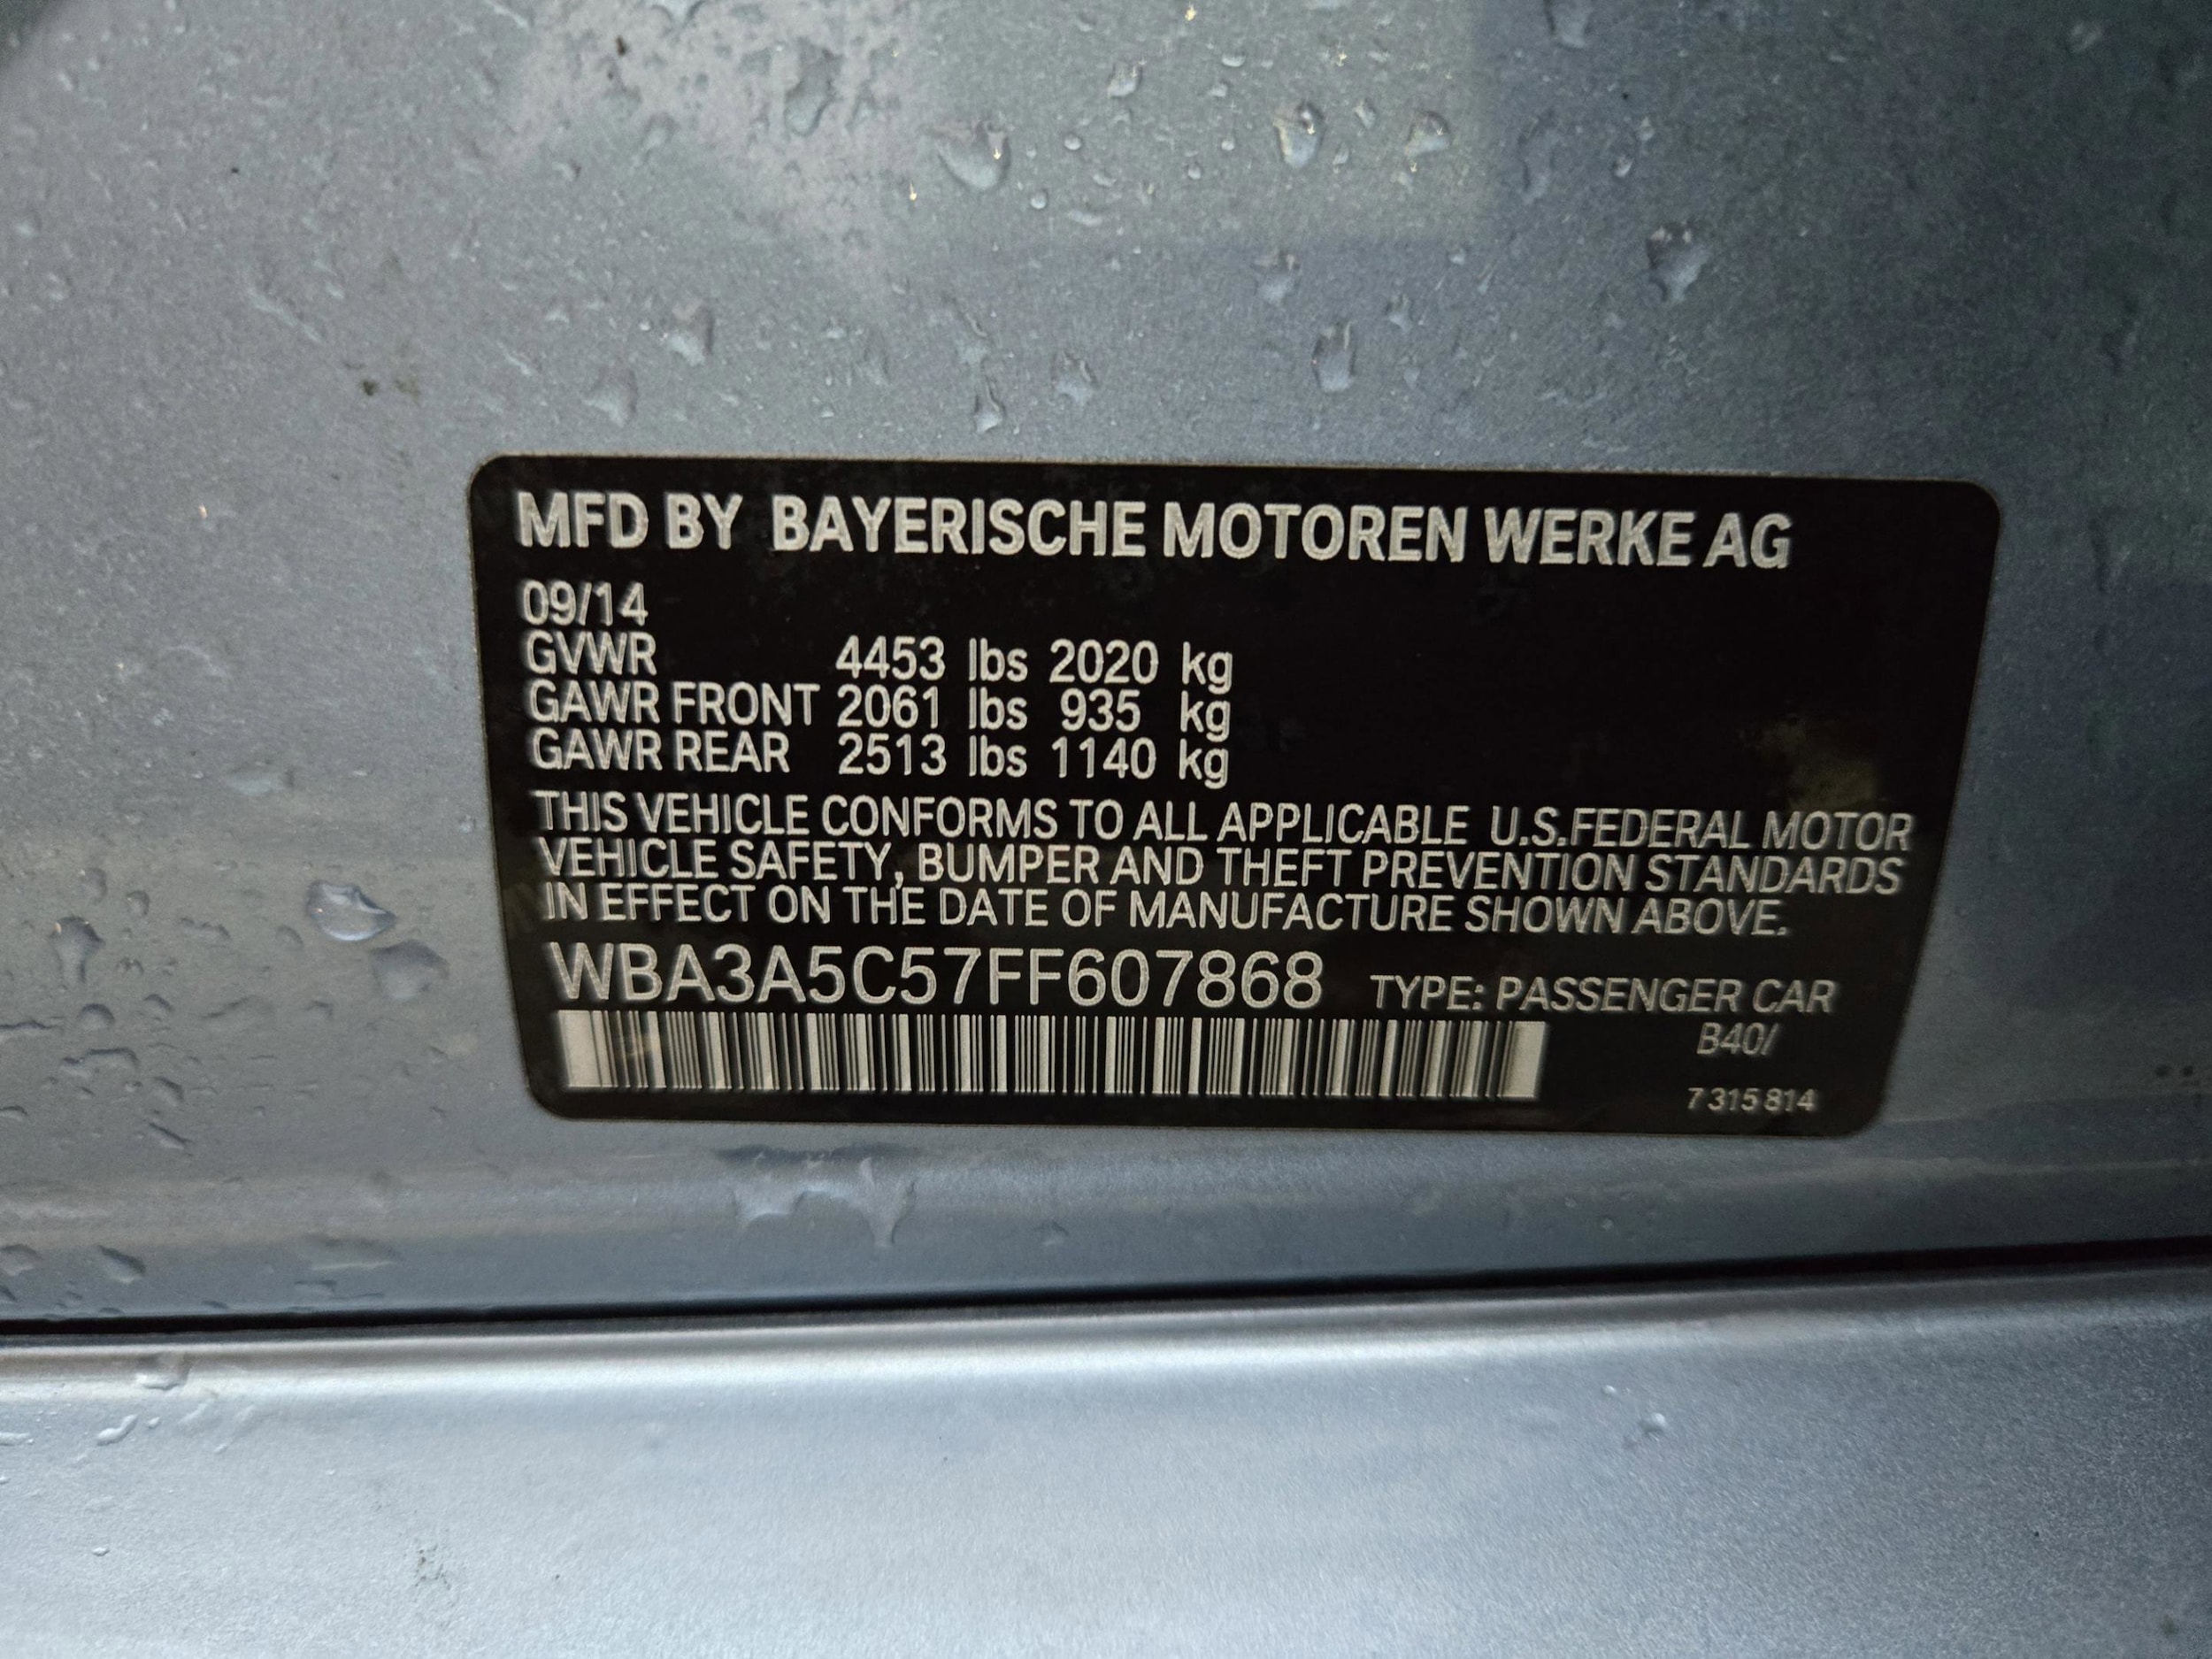 MFD BY BAYERISCHE MOTOREN WERKE AG
09/14
GVWR 4453 lbs 2020 kg
GAWR FRONT 2061 lbs 935 kg
GAWR REAR 2513 lbs 1140 kg
THIS VEHICLE CONFORMS TO ALL APPLICABLE U.S.FEDERAL MOTOR
VEHICLE SAFETY, BUMPER AND THEFT PREVENTION STANDARDS
IN EFFECT ON THE DATE OF MANUFACTURE SHOWN ABOVE.
WBA3A5C57FF607868 TYPE: PASSENGER CAR
B40/
7 315 814